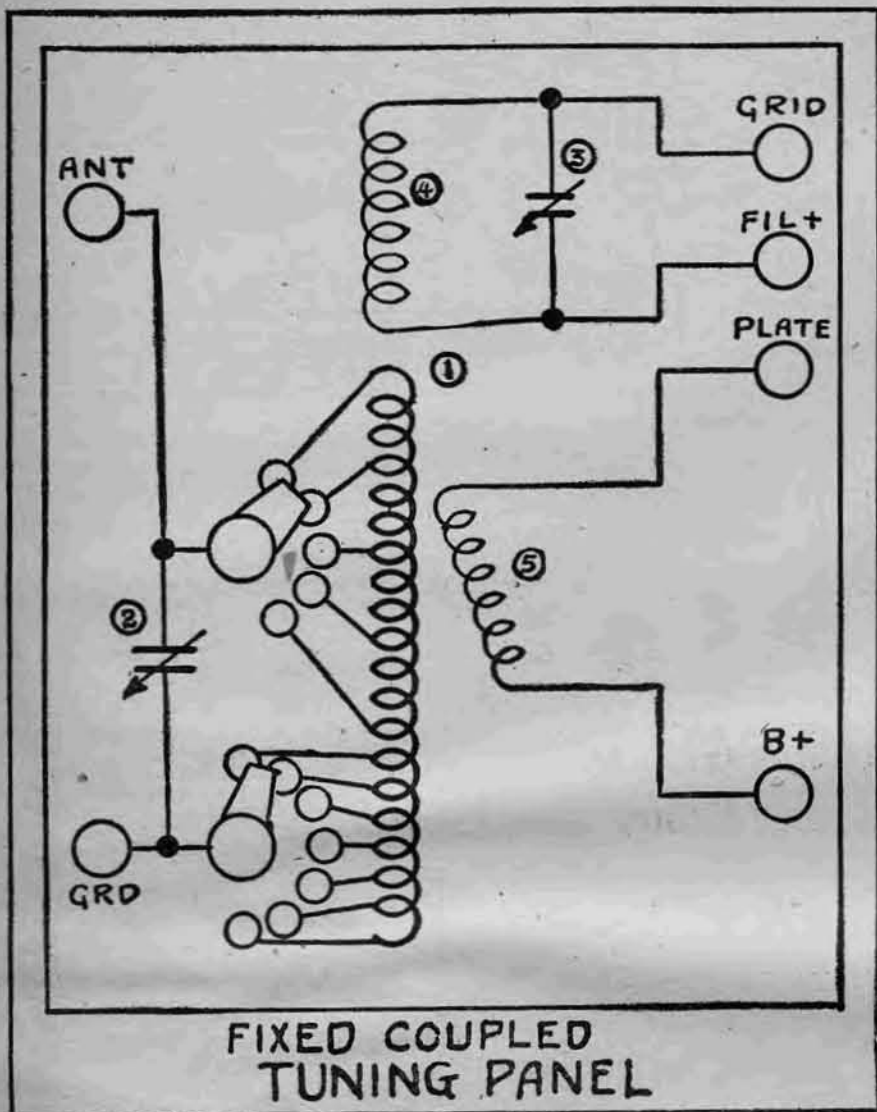 ANT
GRID
③
④
FIL+
PLATE
①
⑤
②
B+
GRD
FIXED COUPLED
TUNING PANEL